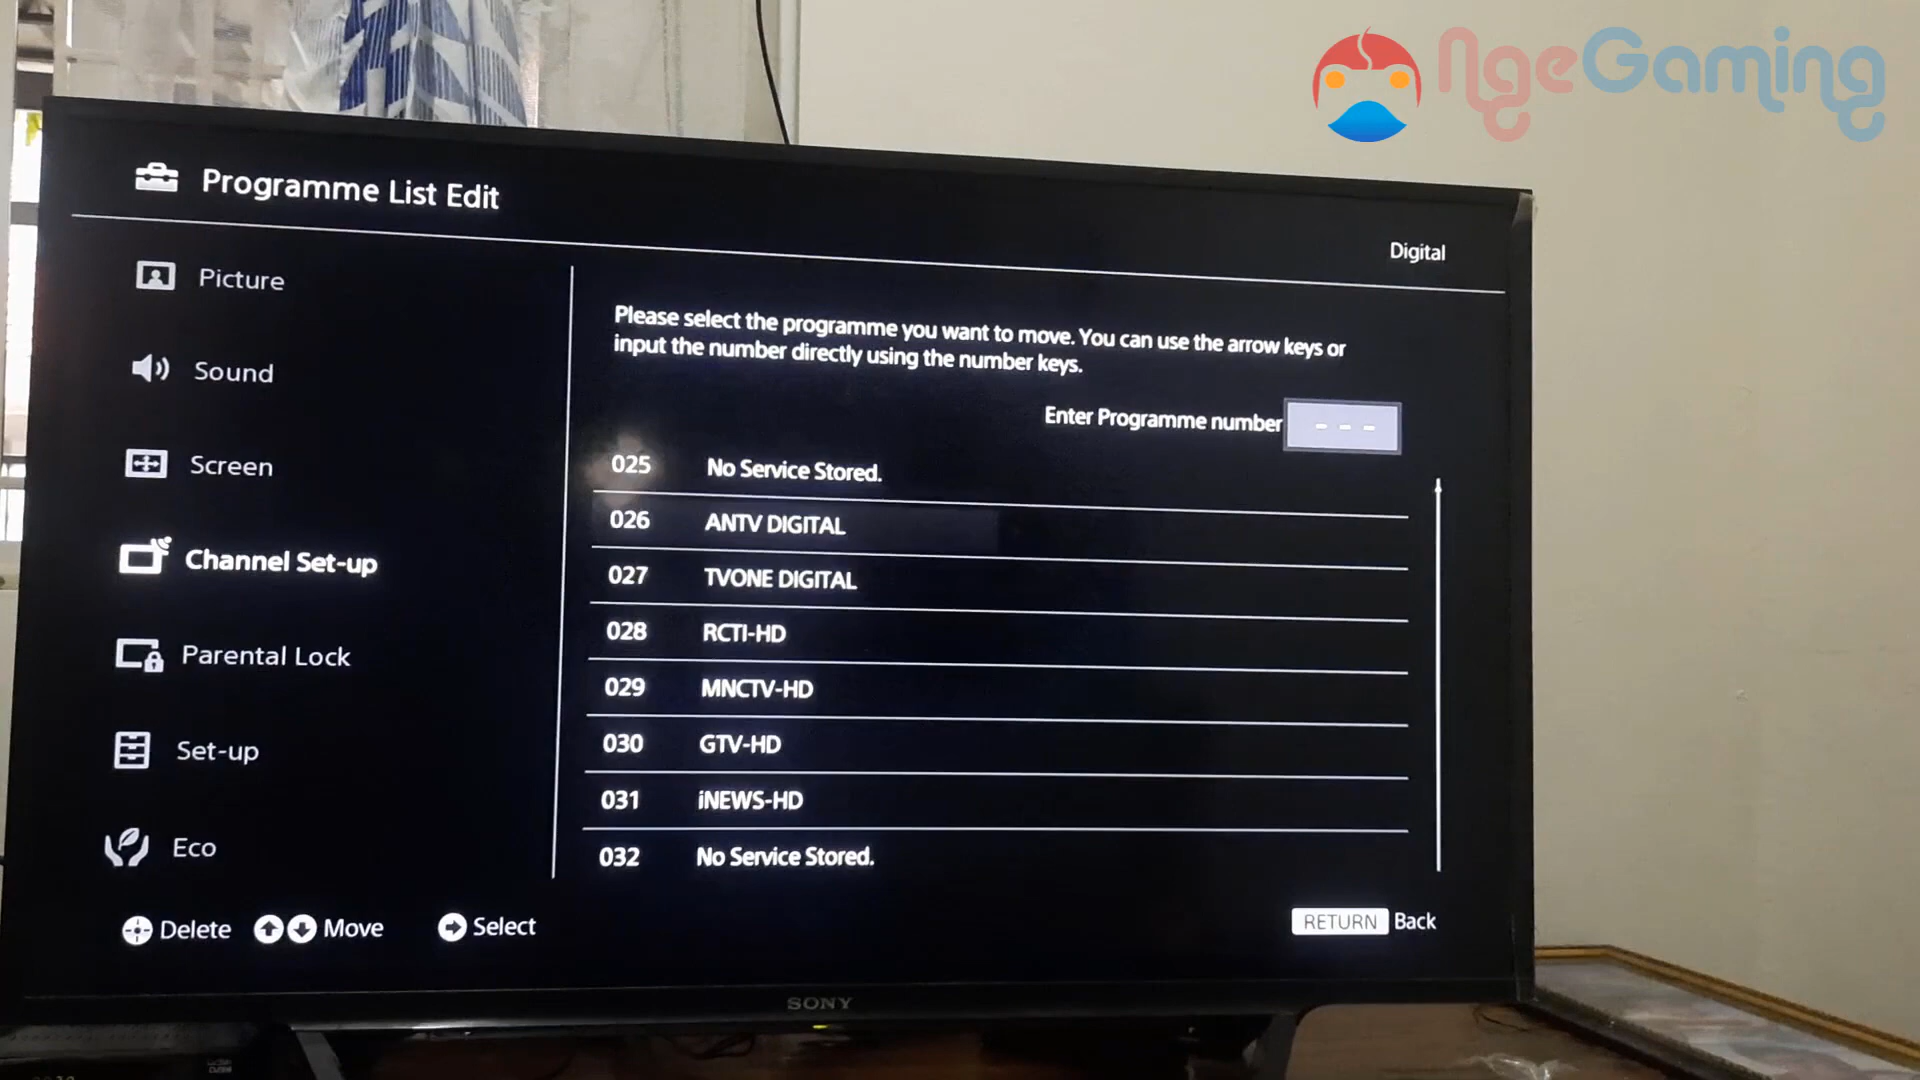 NgeGaming
Programme List Edit
Digital
Picture
Sound
Screen
Channel Set-up
Parental Lock
Set-up
Eco
Please select the programme you want to move. You can use the arrow keys or
input the number directly using the number keys.
Enter Programme number - - -
025 No Service Stored.
026 ANTV DIGITAL
027 TVONE DIGITAL
028 RCTI-HD
029 MNCTV-HD
030 GTV-HD
031 iNEWS-HD
032 No Service Stored.
Delete Move Select
RETURN Back
SONY